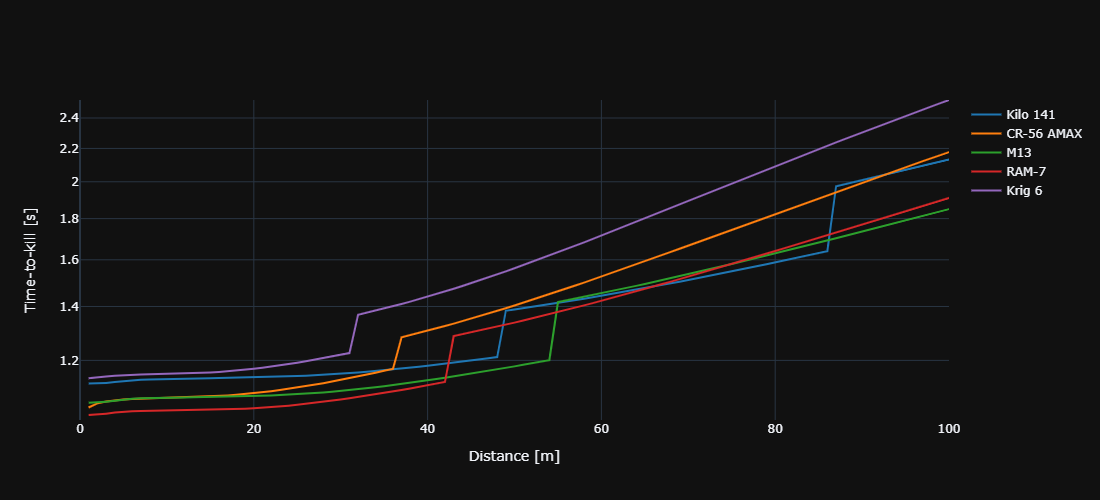 2.4
2.2
2
1.8
1.6
1.4
1.2
Time-to-kill [s]
0
20
40
60
80
100
Distance [m]
Kilo 141
CR-56 AMAX
M13
RAM-7
Krig 6